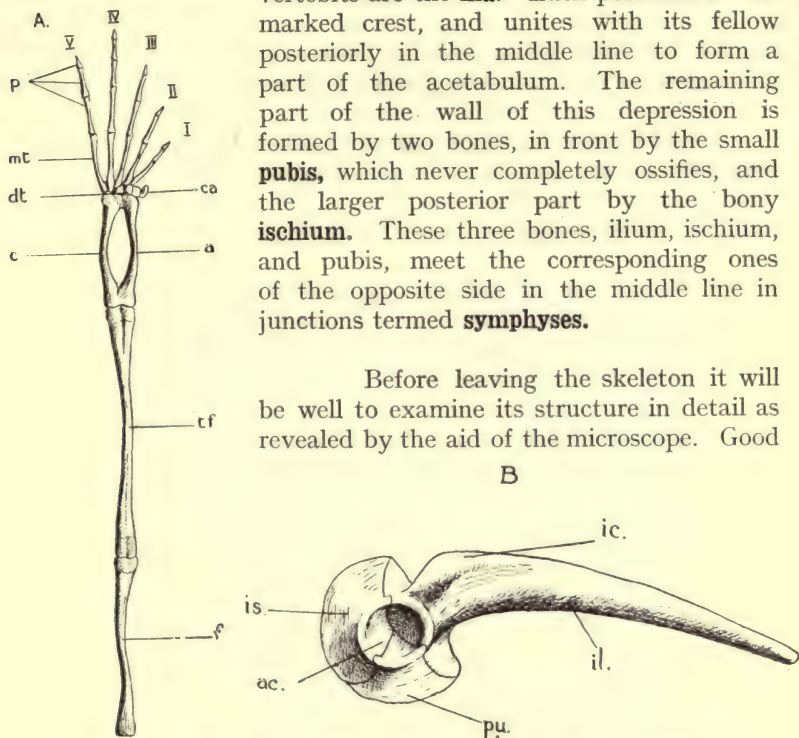 are the
marked crest, and unites with its fellow
posteriorly in the middle line to form a
part of the acetabulum. The remaining
part of the wall of this depression is
formed by two bones, in front by the small
pubis, which never completely ossifies, and
the larger posterior part by the bony
ischium. These three bones, ilium, ischium,
and pubis, meet the corresponding ones
of the opposite side in the middle line in
junctions termed symphyses.
Before leaving the skeleton it will
be well to examine its structure in detail as
revealed by the aid of the microscope. Good
A.
IV
V
III
II
I
p
mt
dt
ca
c
a
tf
f
B
ic.
is.
ac.
il.
pu.